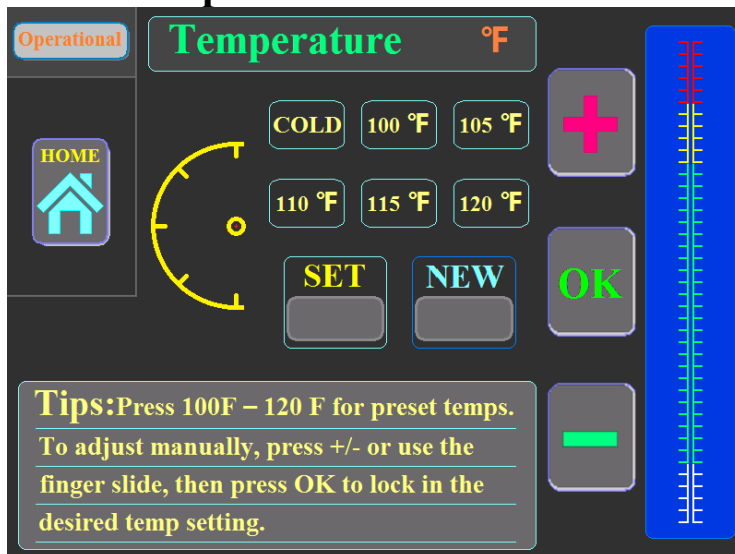 Operational
Temperature °F
HOME
COLD 100 °F 105 °F
110 °F 115 °F 120 °F
SET NEW
OK
Tips:Press 100F – 120 F for preset temps.
To adjust manually, press +/- or use the
finger slide, then press OK to lock in the
desired temp setting.